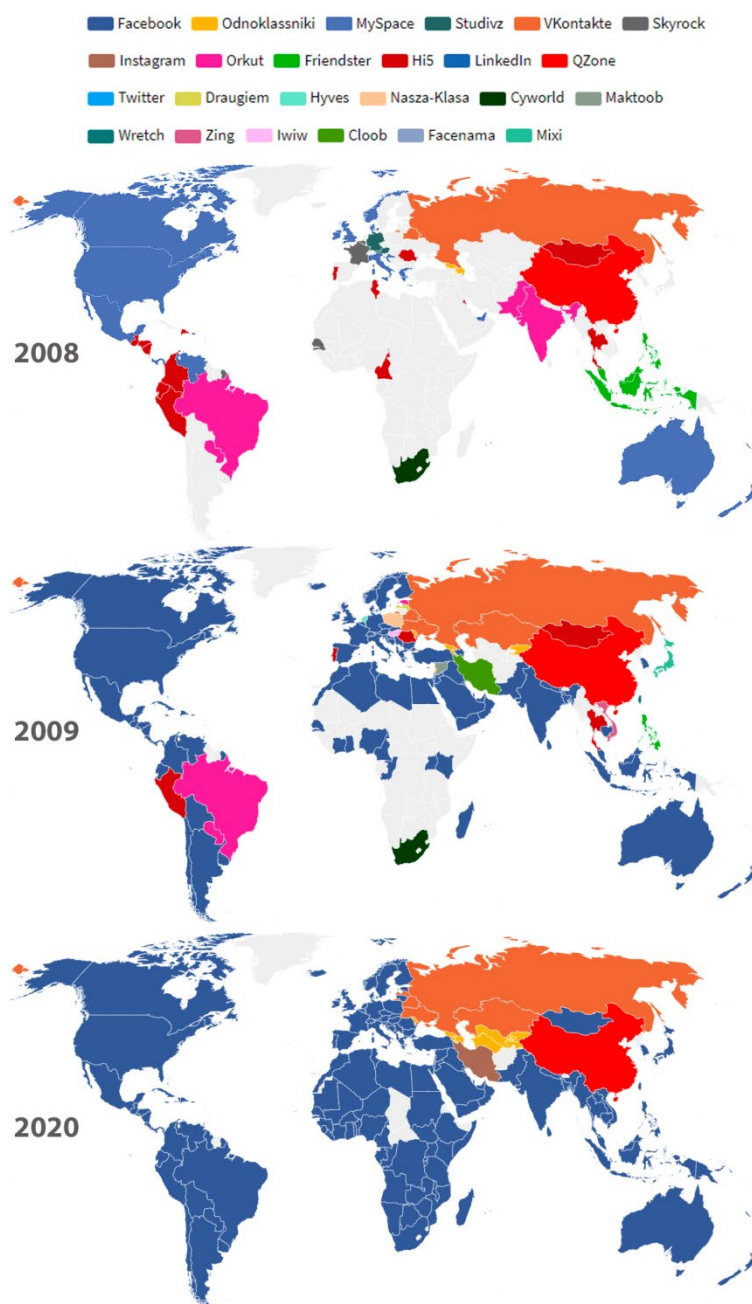 Facebook Odnoklassniki MySpace Studivz VKontakte Skyrock
Instagram Orkut Friendster Hi5 LinkedIn QZone
Twitter Draugiem Hyves Nasza-Klasa Cyworld Maktoob
Wretch Zing Iwiw Cloob Facenama Mixi
2008
2009
2020